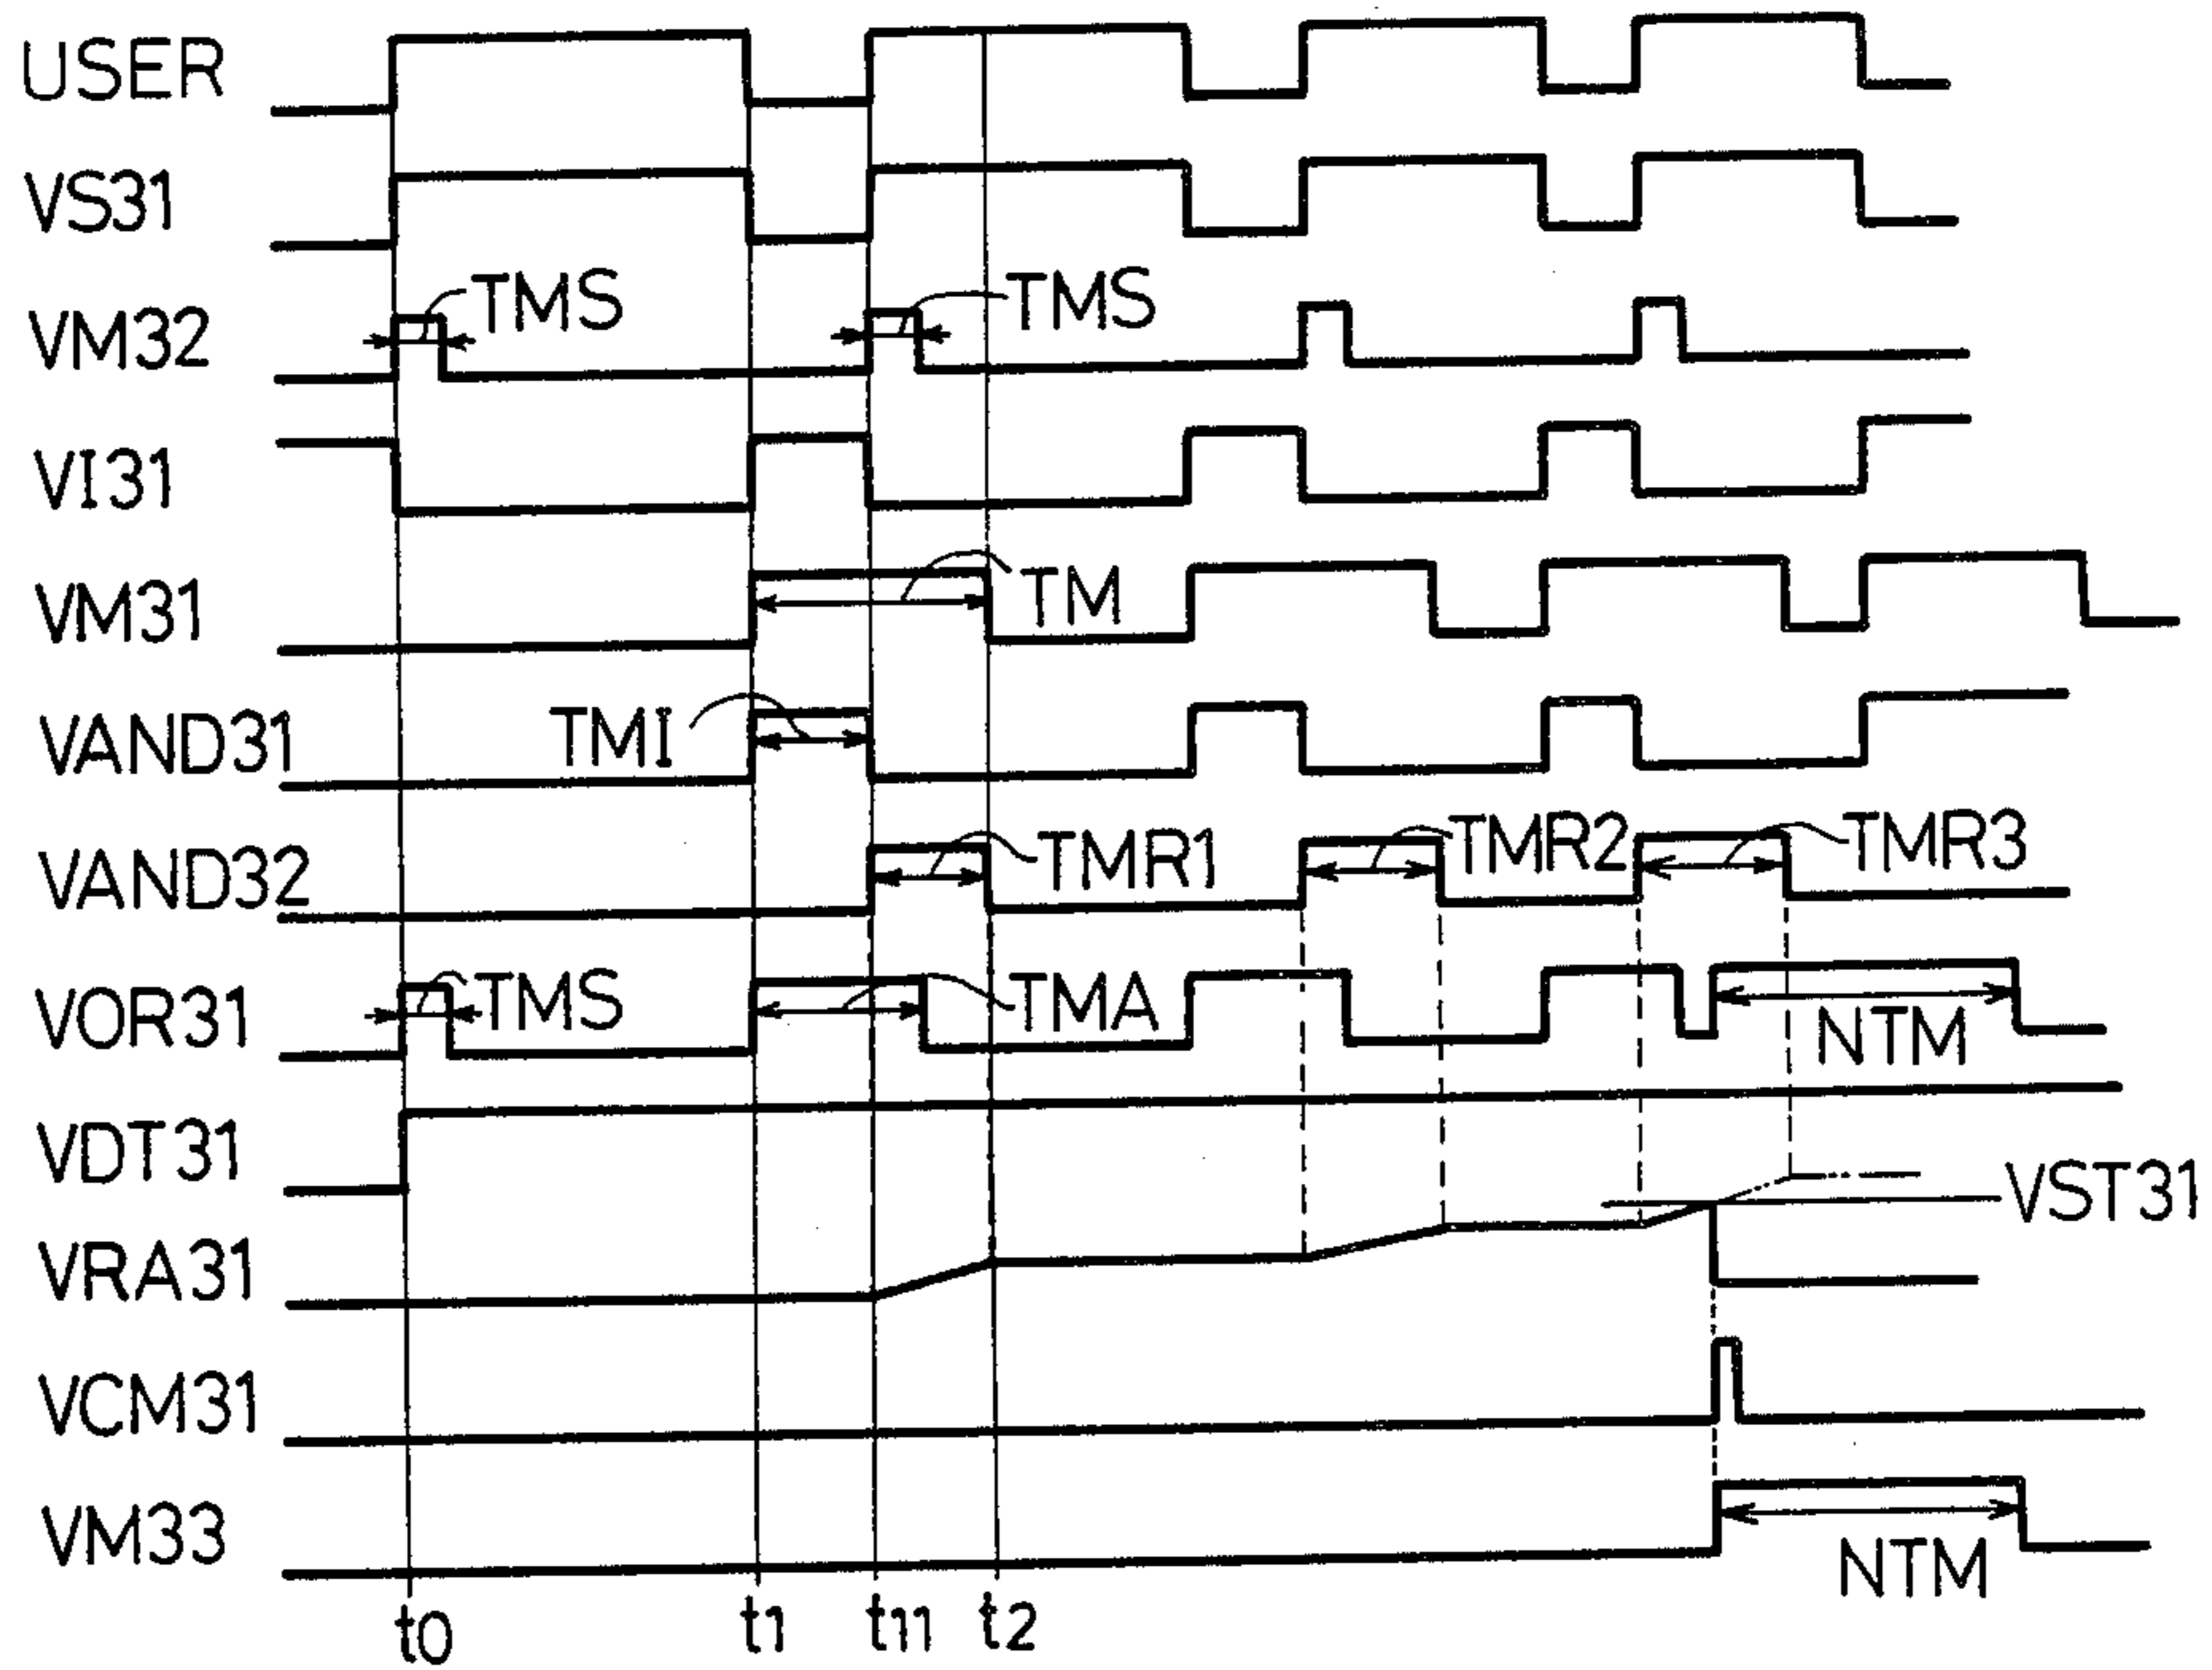 USER
VS31
VM32 TMS TMS
VI31
VM31 TM
VAND31 TMI
VAND32 TMR1 TMR2 TMR3
VOR31 TMS TMA NTM
VDT31
VST31
VRA31
VCM31
VM33 NTM
t0 t1 t11 t2